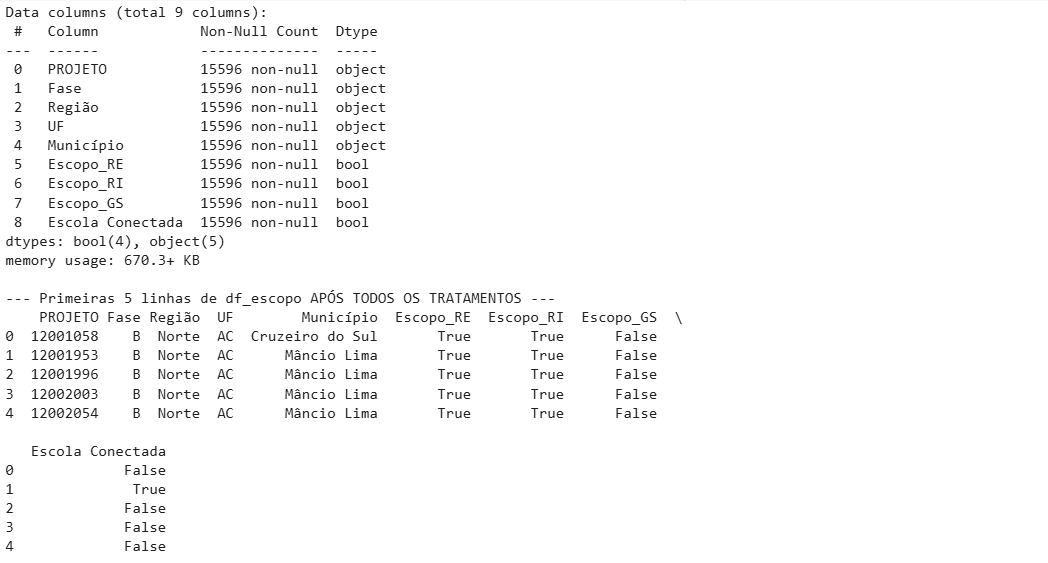 Data columns (total 9 columns):
 #   Column            Non-Null Count  Dtype
---  ------            --------------  -----
 0   PROJETO           15596 non-null  object
 1   Fase              15596 non-null  object
 2   Região            15596 non-null  object
 3   UF                15596 non-null  object
 4   Município         15596 non-null  object
 5   Escopo_RE         15596 non-null  bool
 6   Escopo_RI         15596 non-null  bool
 7   Escopo_GS         15596 non-null  bool
 8   Escola Conectada  15596 non-null  bool
dtypes: bool(4), object(5)
memory usage: 670.3+ KB

--- Primeiras 5 linhas de df_escopo APÓS TODOS OS TRATAMENTOS ---
    PROJETO Fase Região  UF        Município  Escopo_RE  Escopo_RI  Escopo_GS  \
0  12001058    B  Norte  AC  Cruzeiro do Sul       True       True      False
1  12001953    B  Norte  AC      Mâncio Lima       True       True      False
2  12001996    B  Norte  AC      Mâncio Lima       True       True      False
3  12002003    B  Norte  AC      Mâncio Lima       True       True      False
4  12002054    B  Norte  AC      Mâncio Lima       True       True      False

   Escola Conectada
0             False
1              True
2             False
3             False
4             False